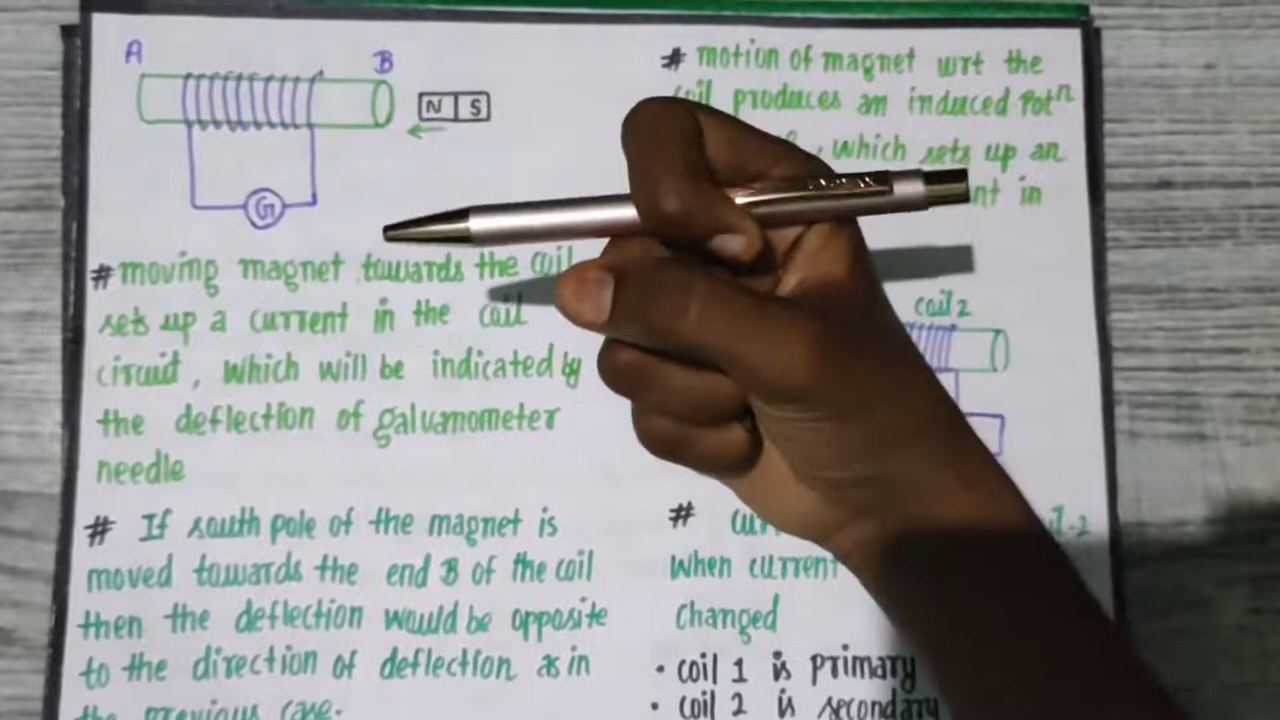 A
B
N S
G
# moving magnet towards the coil
sets up a current in the coil
circuit, which will be indicated by
the deflection of galvanometer
needle
# If south pole of the magnet is
moved towards the end B of the coil
then the deflection would be opposite
to the direction of deflection as in
the previous case.
# motion of magnet wrt the
coil produces an induced Potⁿ
, which sets up an
in
coil 2
#
when current
changed
• coil 1 is primary
• coil 2 is secondary